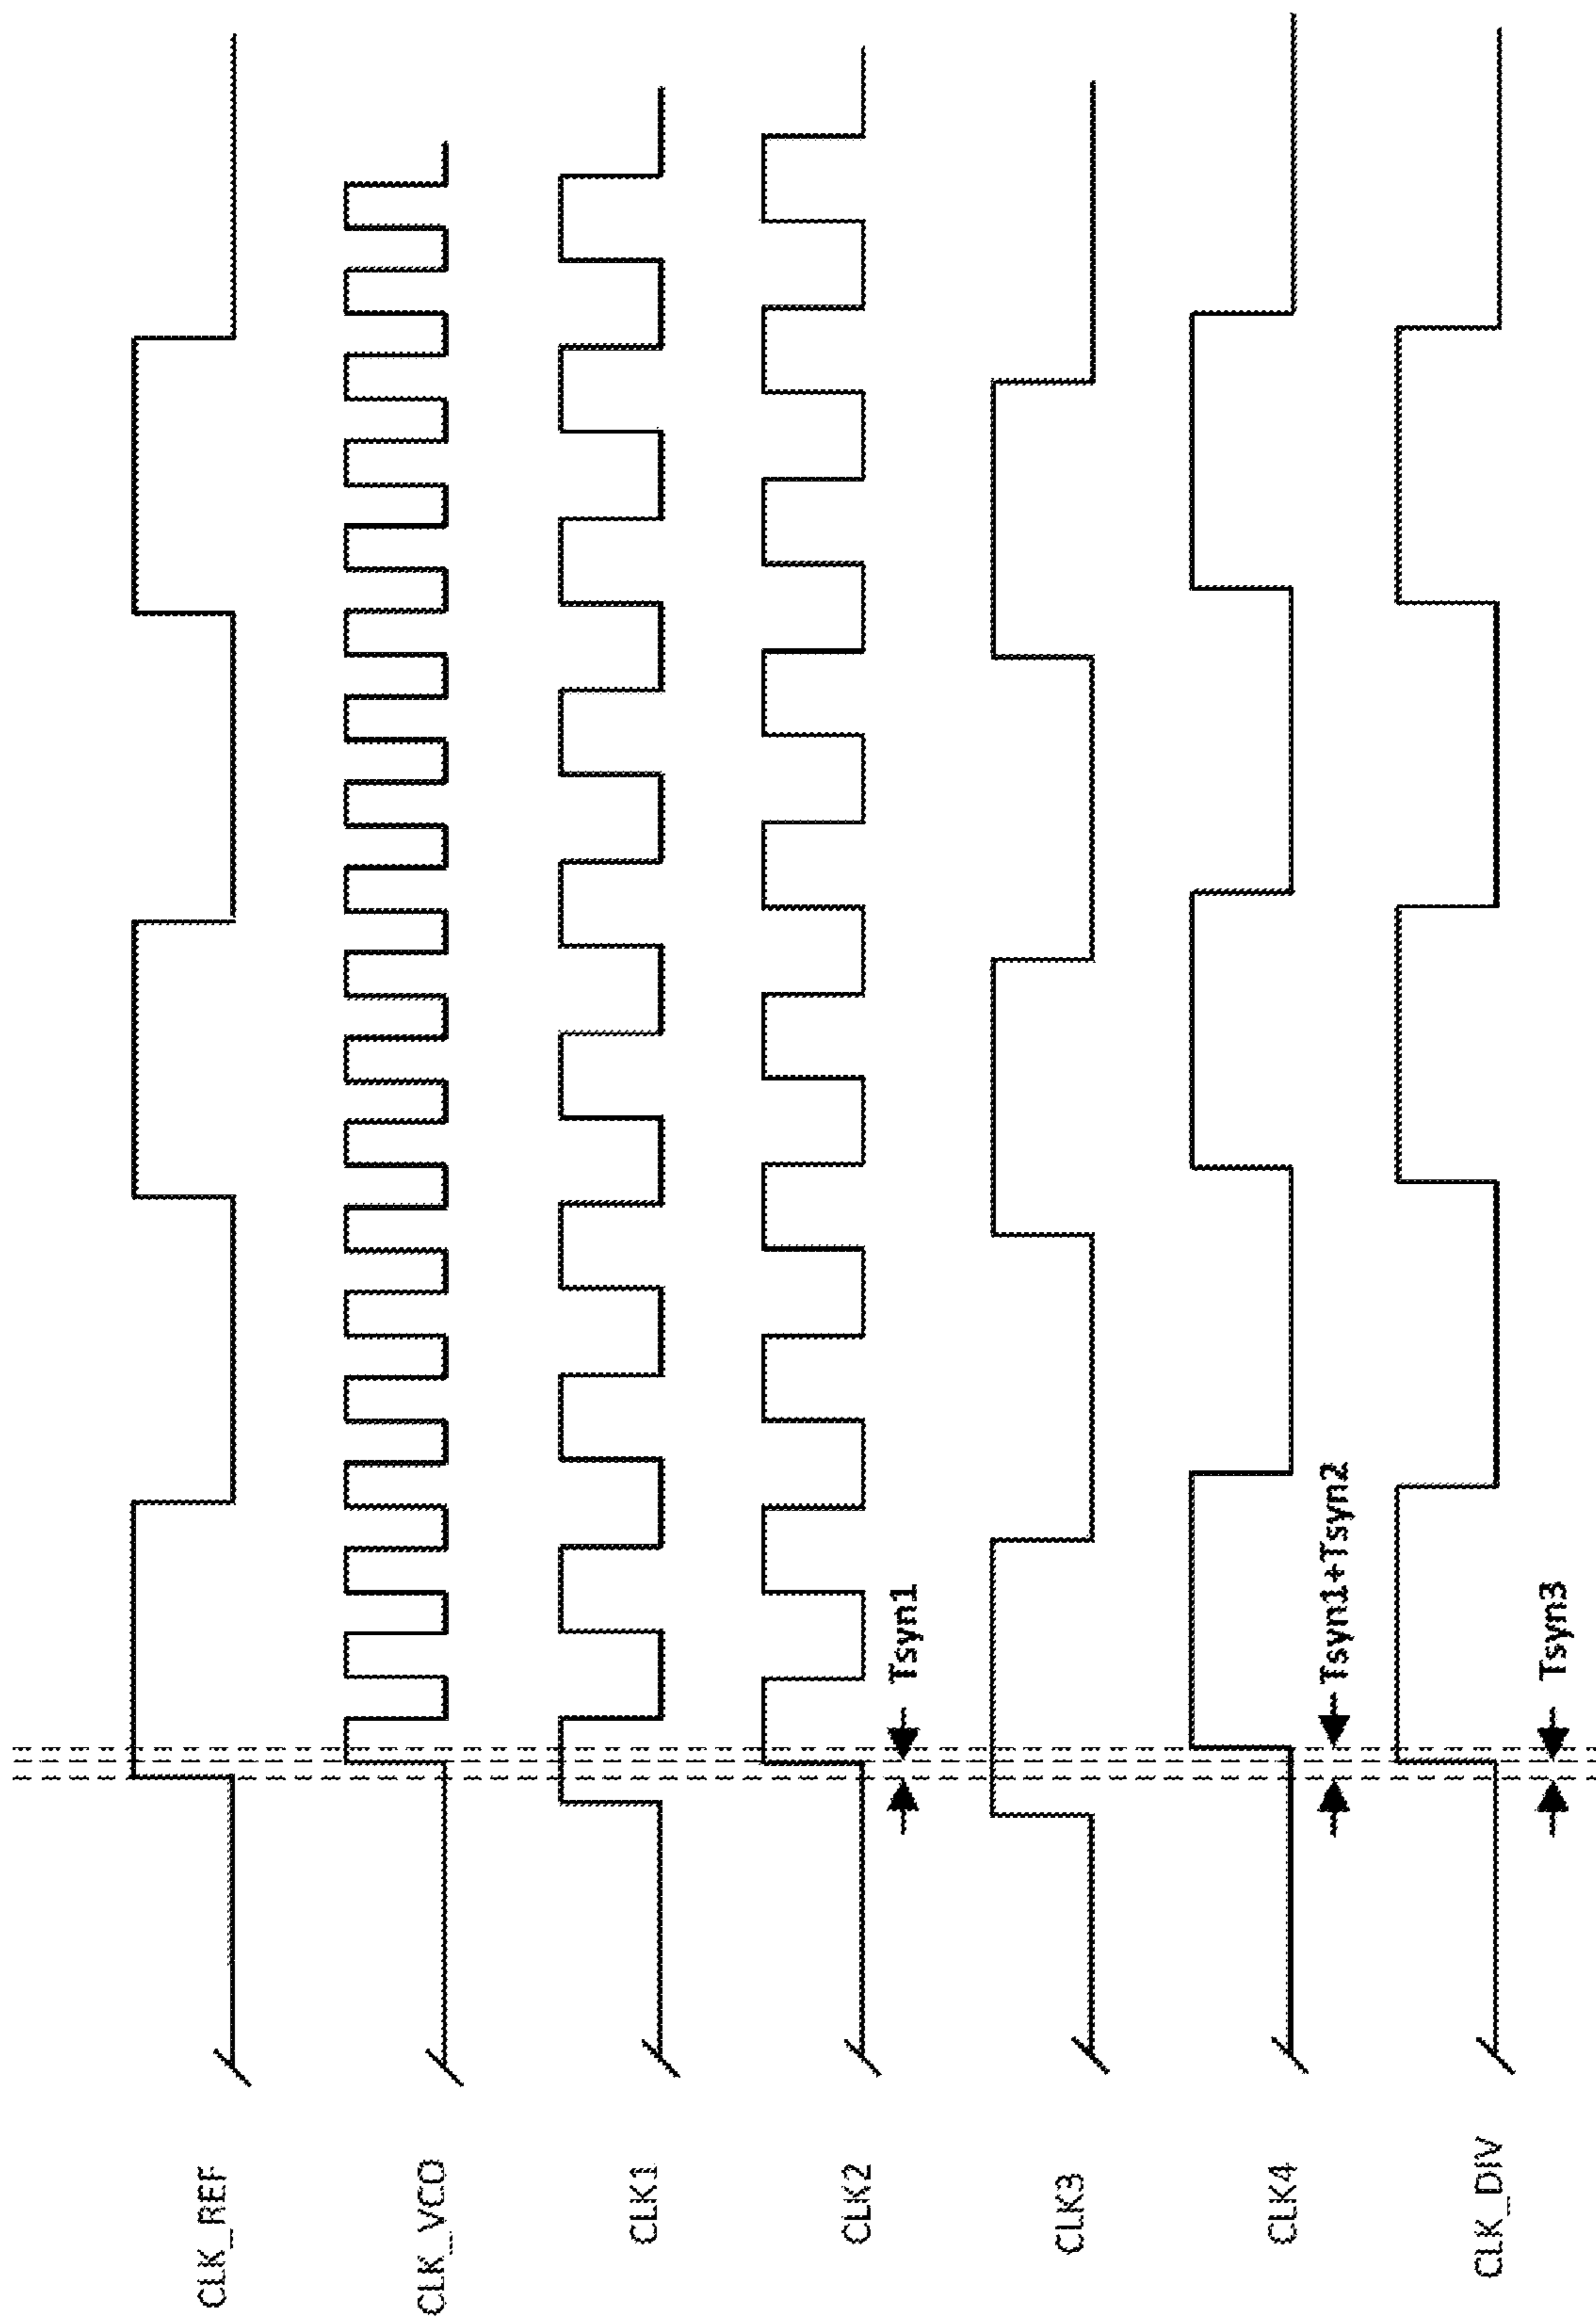 CLK_REF
CLK_VCO
CLK1
CLK2
Tsyn1
CLK3
CLK4
Tsyn1+Tsyn2
CLK_DIV
Tsyn3